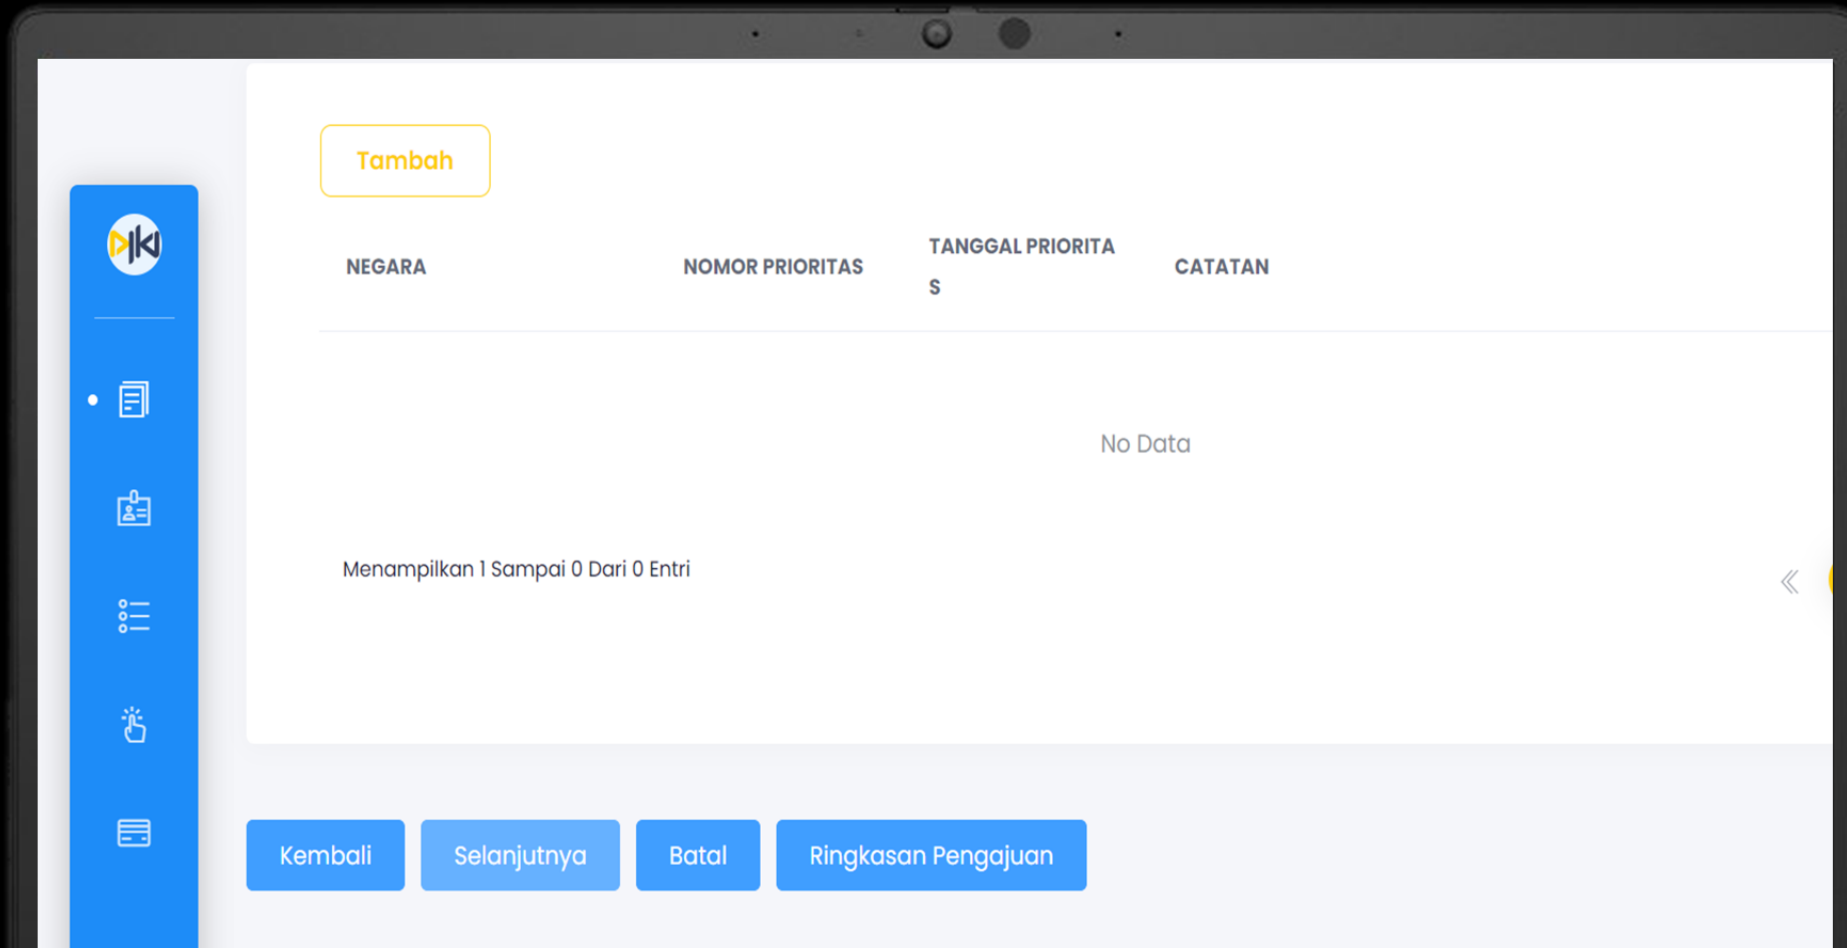 Tambah
NEGARA NOMOR PRIORITAS TANGGAL PRIORITA
S CATATAN
No Data
Menampilkan 1 Sampai 0 Dari 0 Entri
Kembali Selanjutnya Batal Ringkasan Pengajuan